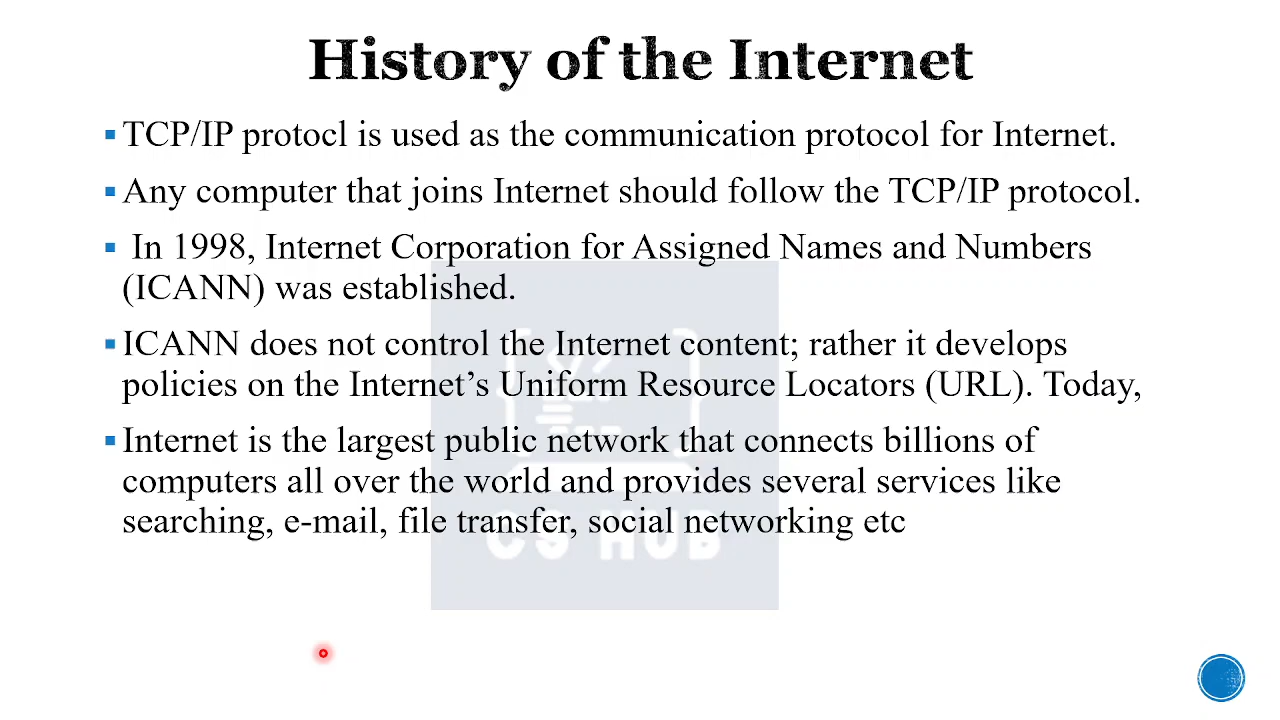 History of the Internet
▪TCP/IP protocl is used as the communication protocol for Internet.
▪Any computer that joins Internet should follow the TCP/IP protocol.
▪ In 1998, Internet Corporation for Assigned Names and Numbers
(ICANN) was established.
▪ICANN does not control the Internet content; rather it develops
policies on the Internet’s Uniform Resource Locators (URL). Today,
▪Internet is the largest public network that connects billions of
computers all over the world and provides several services like
searching, e-mail, file transfer, social networking etc
CS HUB